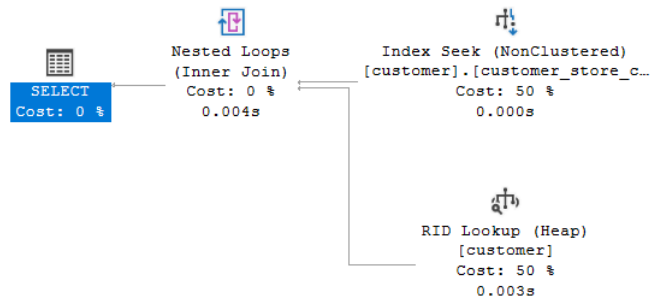 SELECT
Cost: 0 %
Nested Loops
(Inner Join)
Cost: 0 %
0.004s
Index Seek (NonClustered)
[customer].[customer_store_c…
Cost: 50 %
0.000s
RID Lookup (Heap)
[customer]
Cost: 50 %
0.003s